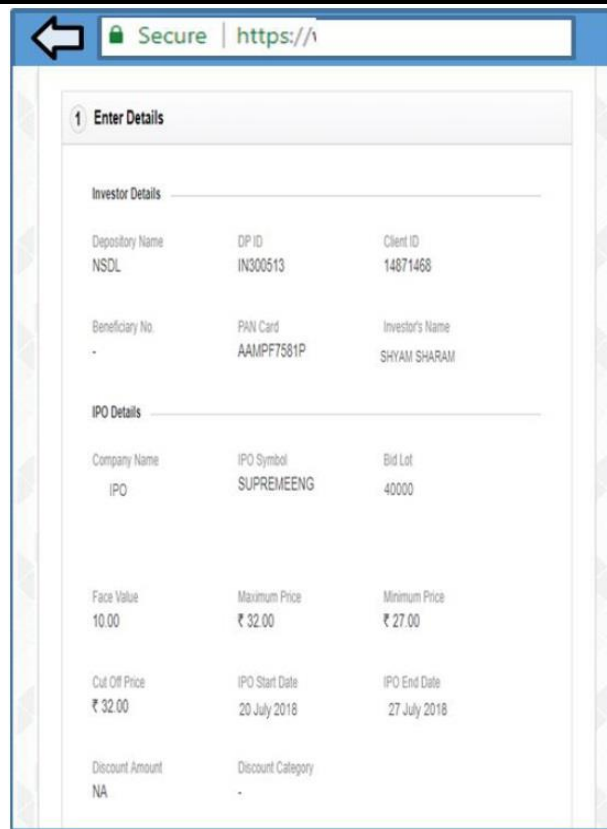 Secure | https://
1 Enter Details
Investor Details
Depository Name DP ID Client ID
NSDL IN300513 14871468
Beneficiary No. PAN Card Investor's Name
- AAMPF7581P SHYAM SHARAM
IPO Details
Company Name IPO Symbol Bid Lot
IPO SUPREMEENG 40000
Face Value Maximum Price Minimum Price
10.00 ₹ 32.00 ₹ 27.00
Cut Off Price IPO Start Date IPO End Date
₹ 32.00 20 July 2018 27 July 2018
Discount Amount Discount Category
NA -